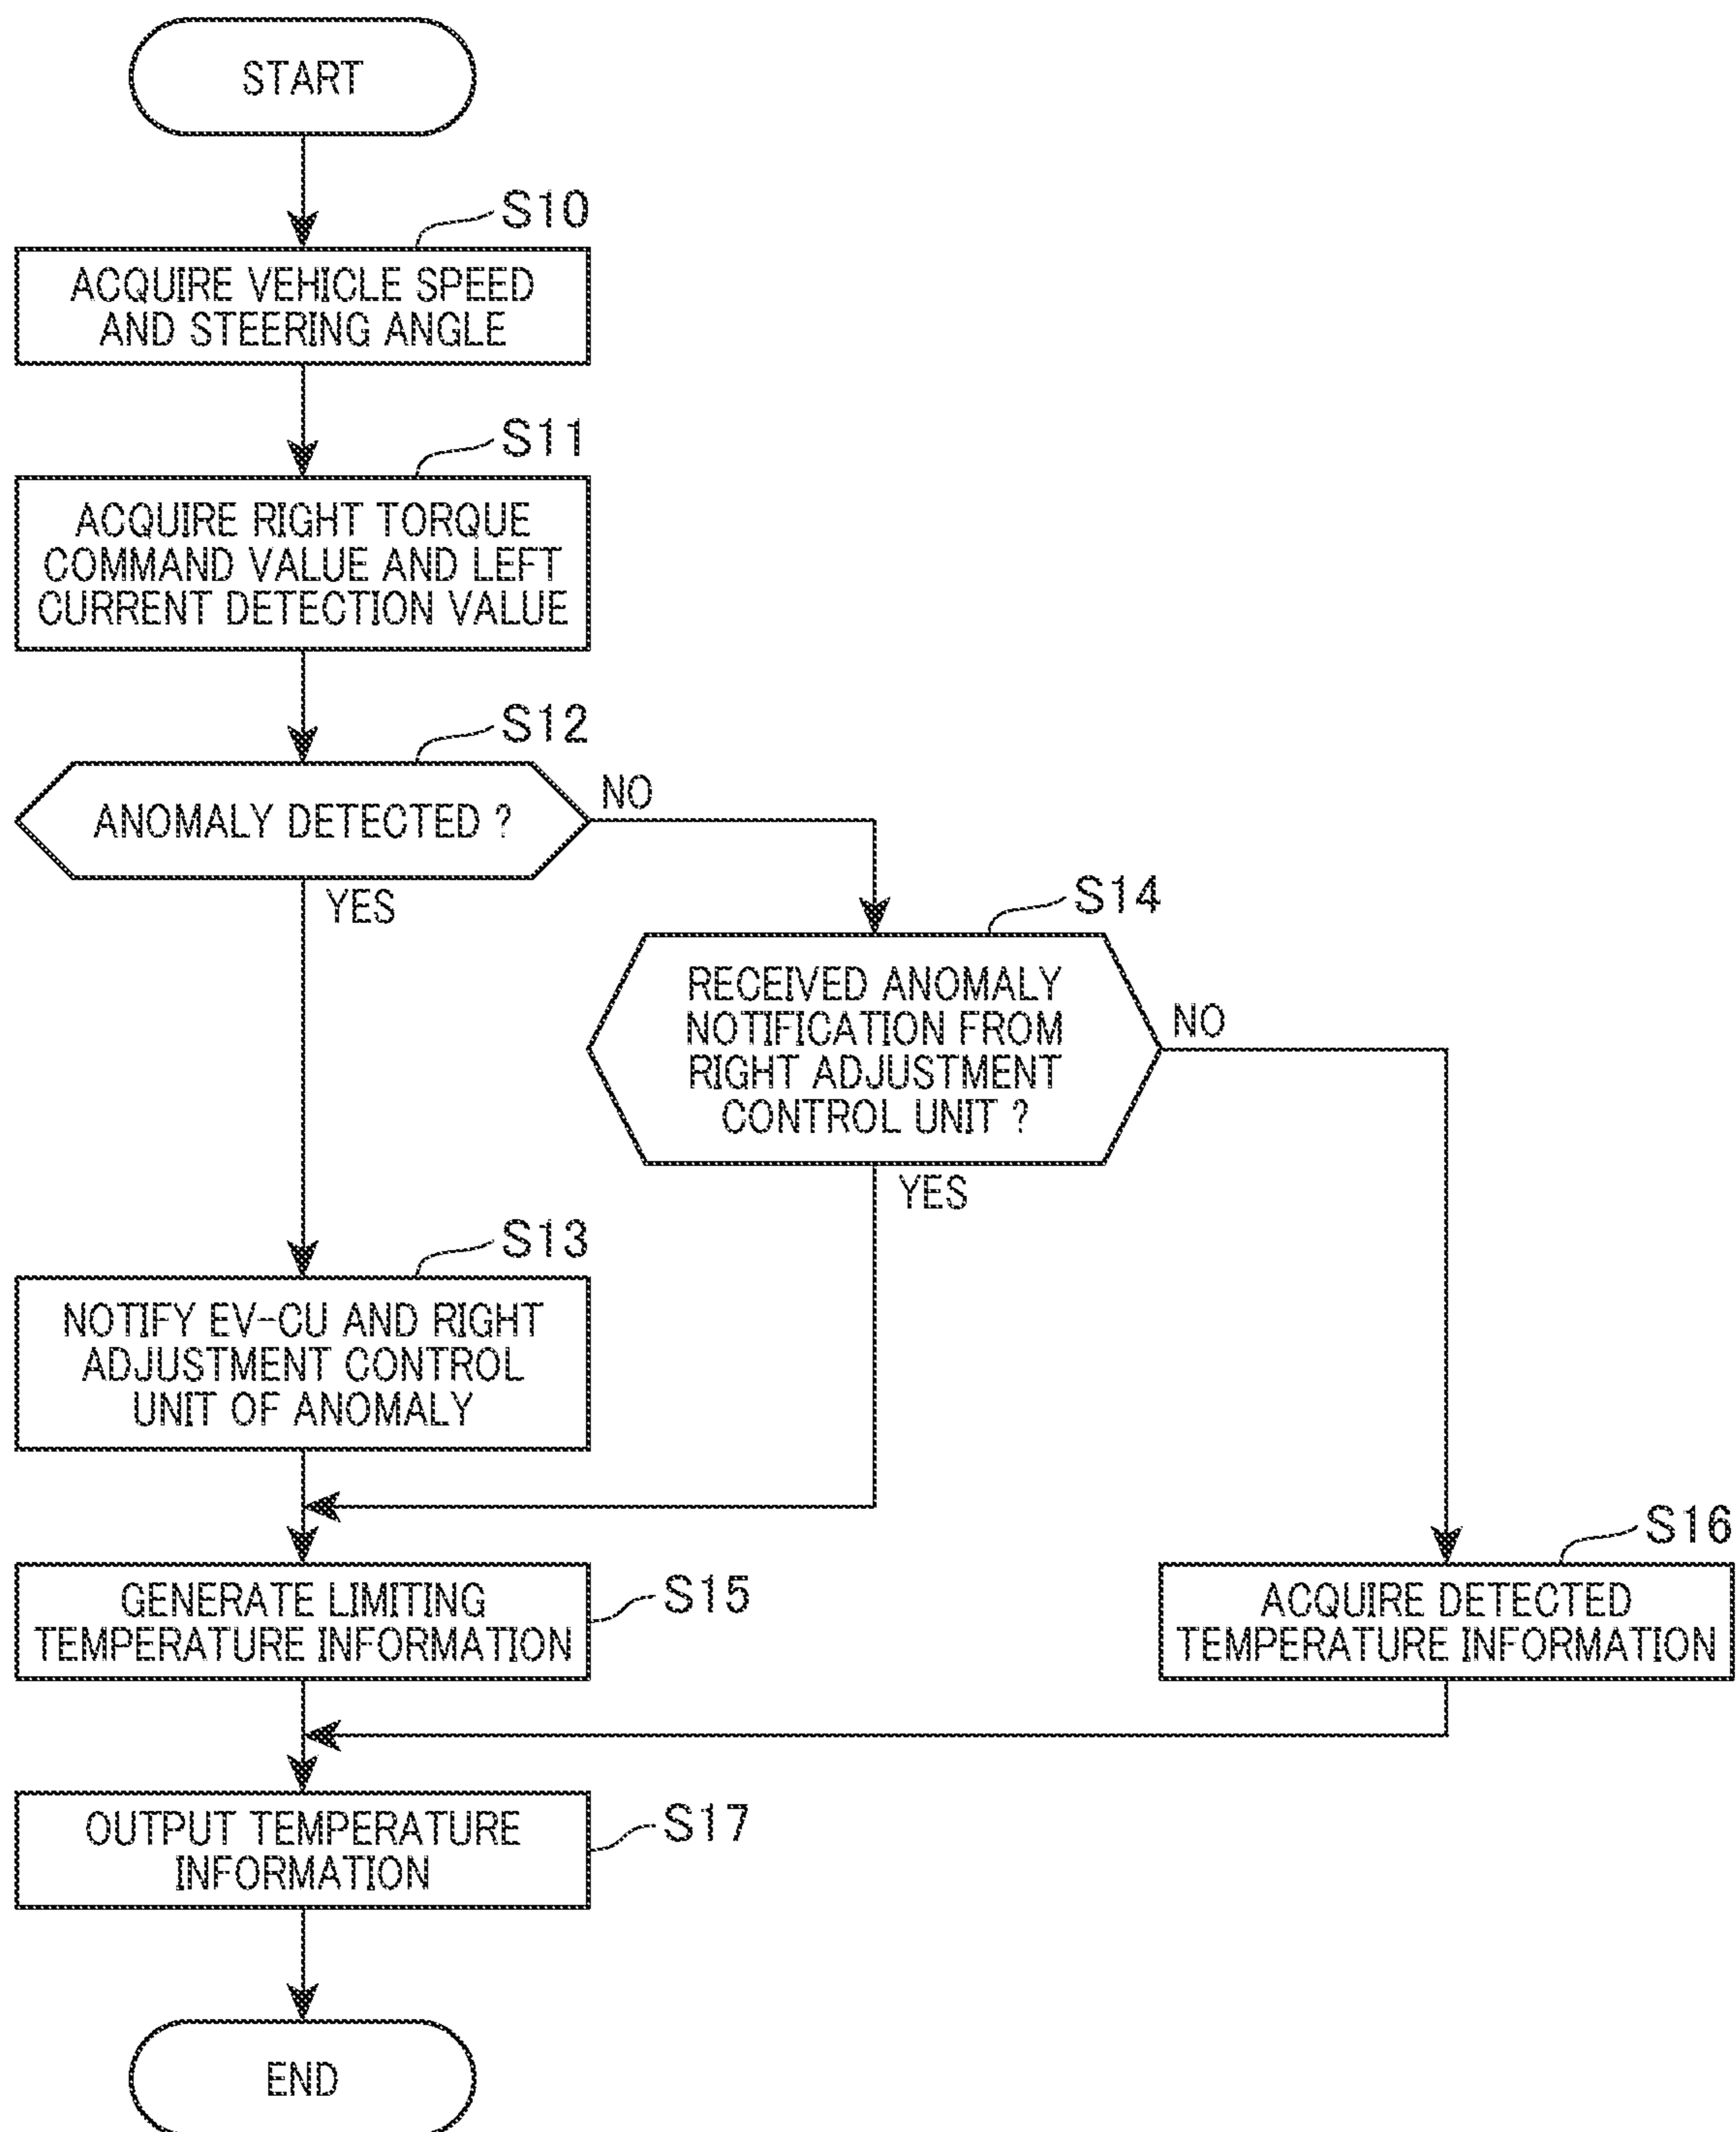 START
S10
ACQUIRE VEHICLE SPEED
AND STEERING ANGLE
S11
ACQUIRE RIGHT TORQUE
COMMAND VALUE AND LEFT
CURRENT DETECTION VALUE
S12
ANOMALY DETECTED ?
NO
YES
S14
RECEIVED ANOMALY
NOTIFICATION FROM
RIGHT ADJUSTMENT
CONTROL UNIT ?
NO
YES
S13
NOTIFY EV-CU AND RIGHT
ADJUSTMENT CONTROL
UNIT OF ANOMALY
S15
GENERATE LIMITING
TEMPERATURE INFORMATION
S16
ACQUIRE DETECTED
TEMPERATURE INFORMATION
S17
OUTPUT TEMPERATURE
INFORMATION
END